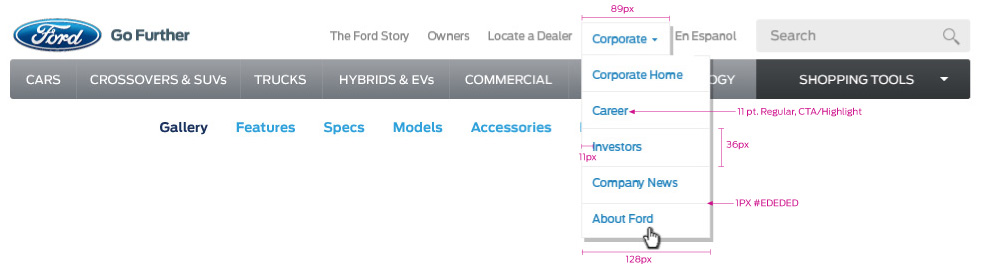 89px
Ford Go Further
The Ford Story Owners Locate a Dealer Corporate En Espanol Search
CARS CROSSOVERS & SUVs TRUCKS HYBRIDS & EVs COMMERCIAL OGY SHOPPING TOOLS
Corporate Home
Career 11 pt. Regular, CTA/Highlight
Gallery Features Specs Models Accessories
Investors 36px
11px
Company News
1PX #EDEDED
About Ford
128px